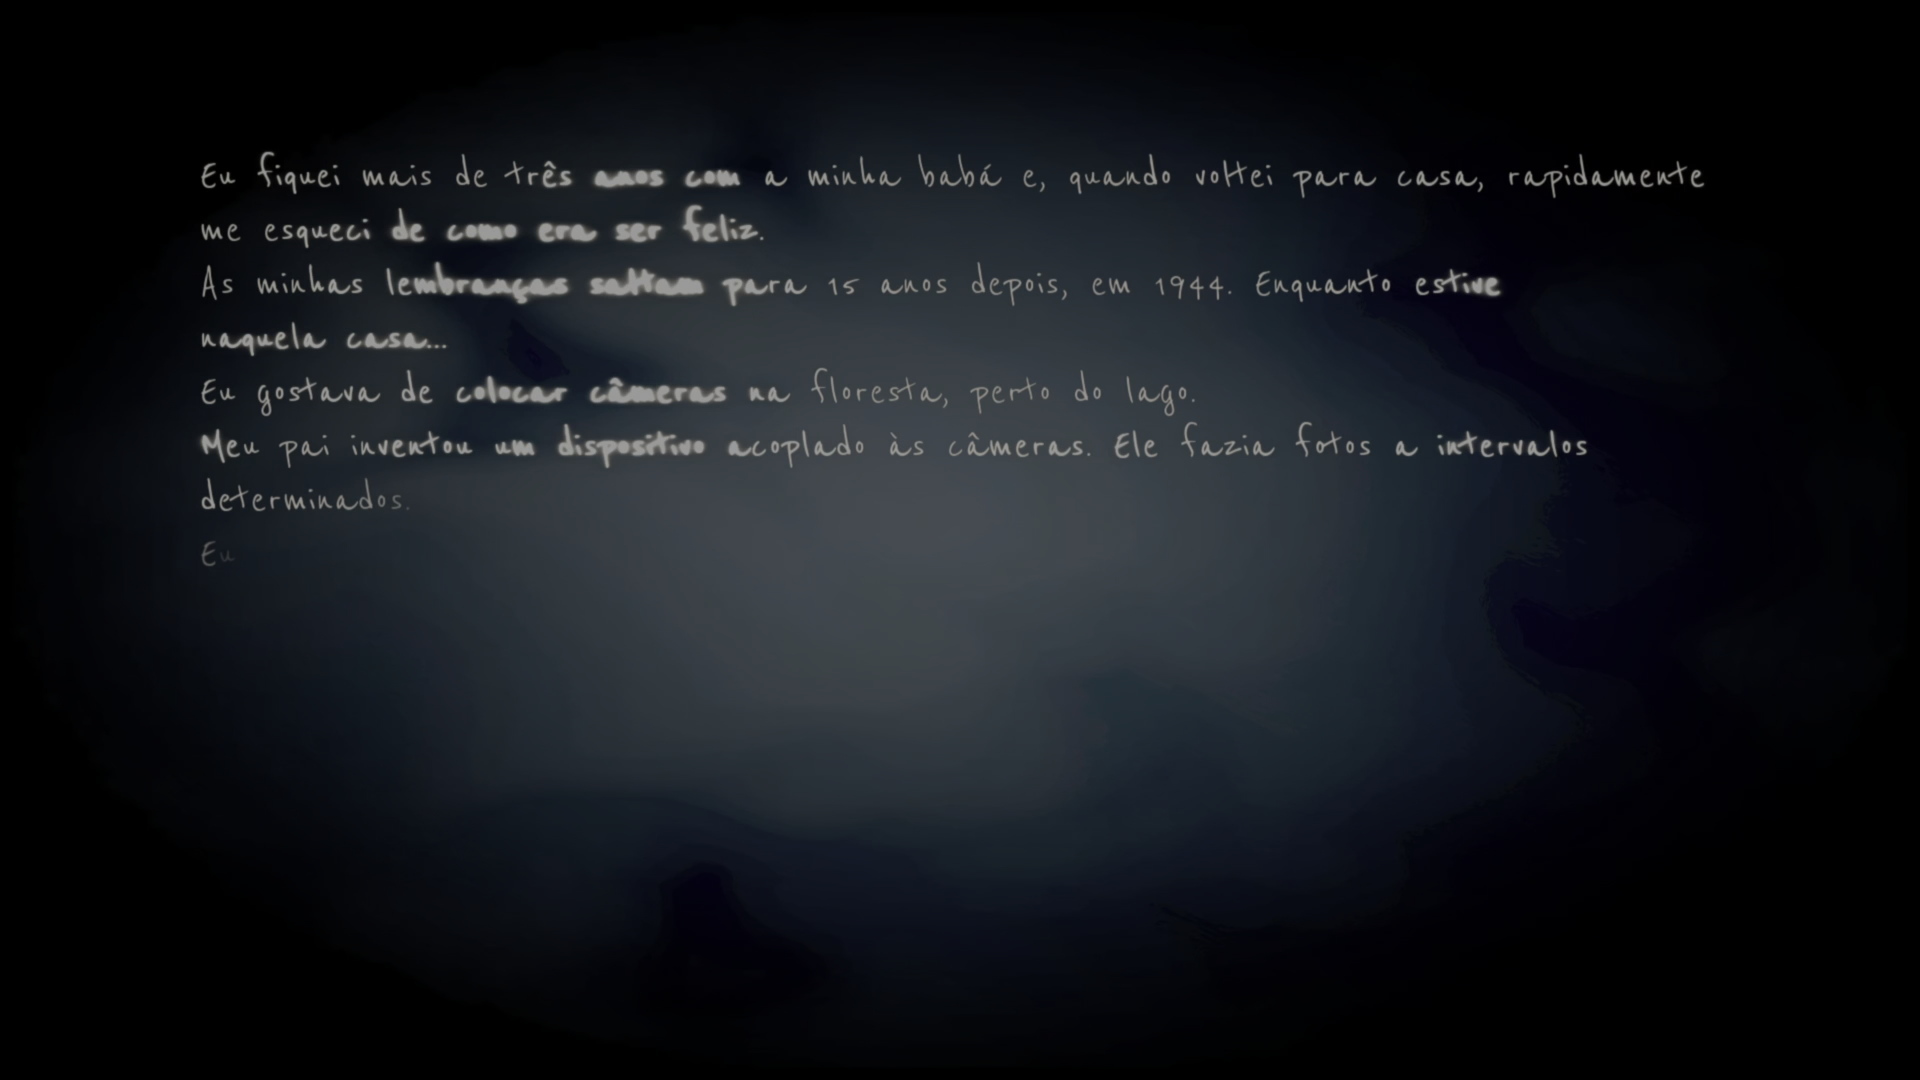 Eu fiquei mais de três anos com a minha babá e, quando voltei para casa, rapidamente
me esqueci de como era ser feliz.
As minhas lembranças saltam para 15 anos depois, em 1944. Enquanto estive
naquela casa...
Eu gostava de colocar câmeras na floresta, perto do lago.
Meu pai inventou um dispositivo acoplado às câmeras. Ele fazia fotos a intervalos
determinados.
Eu